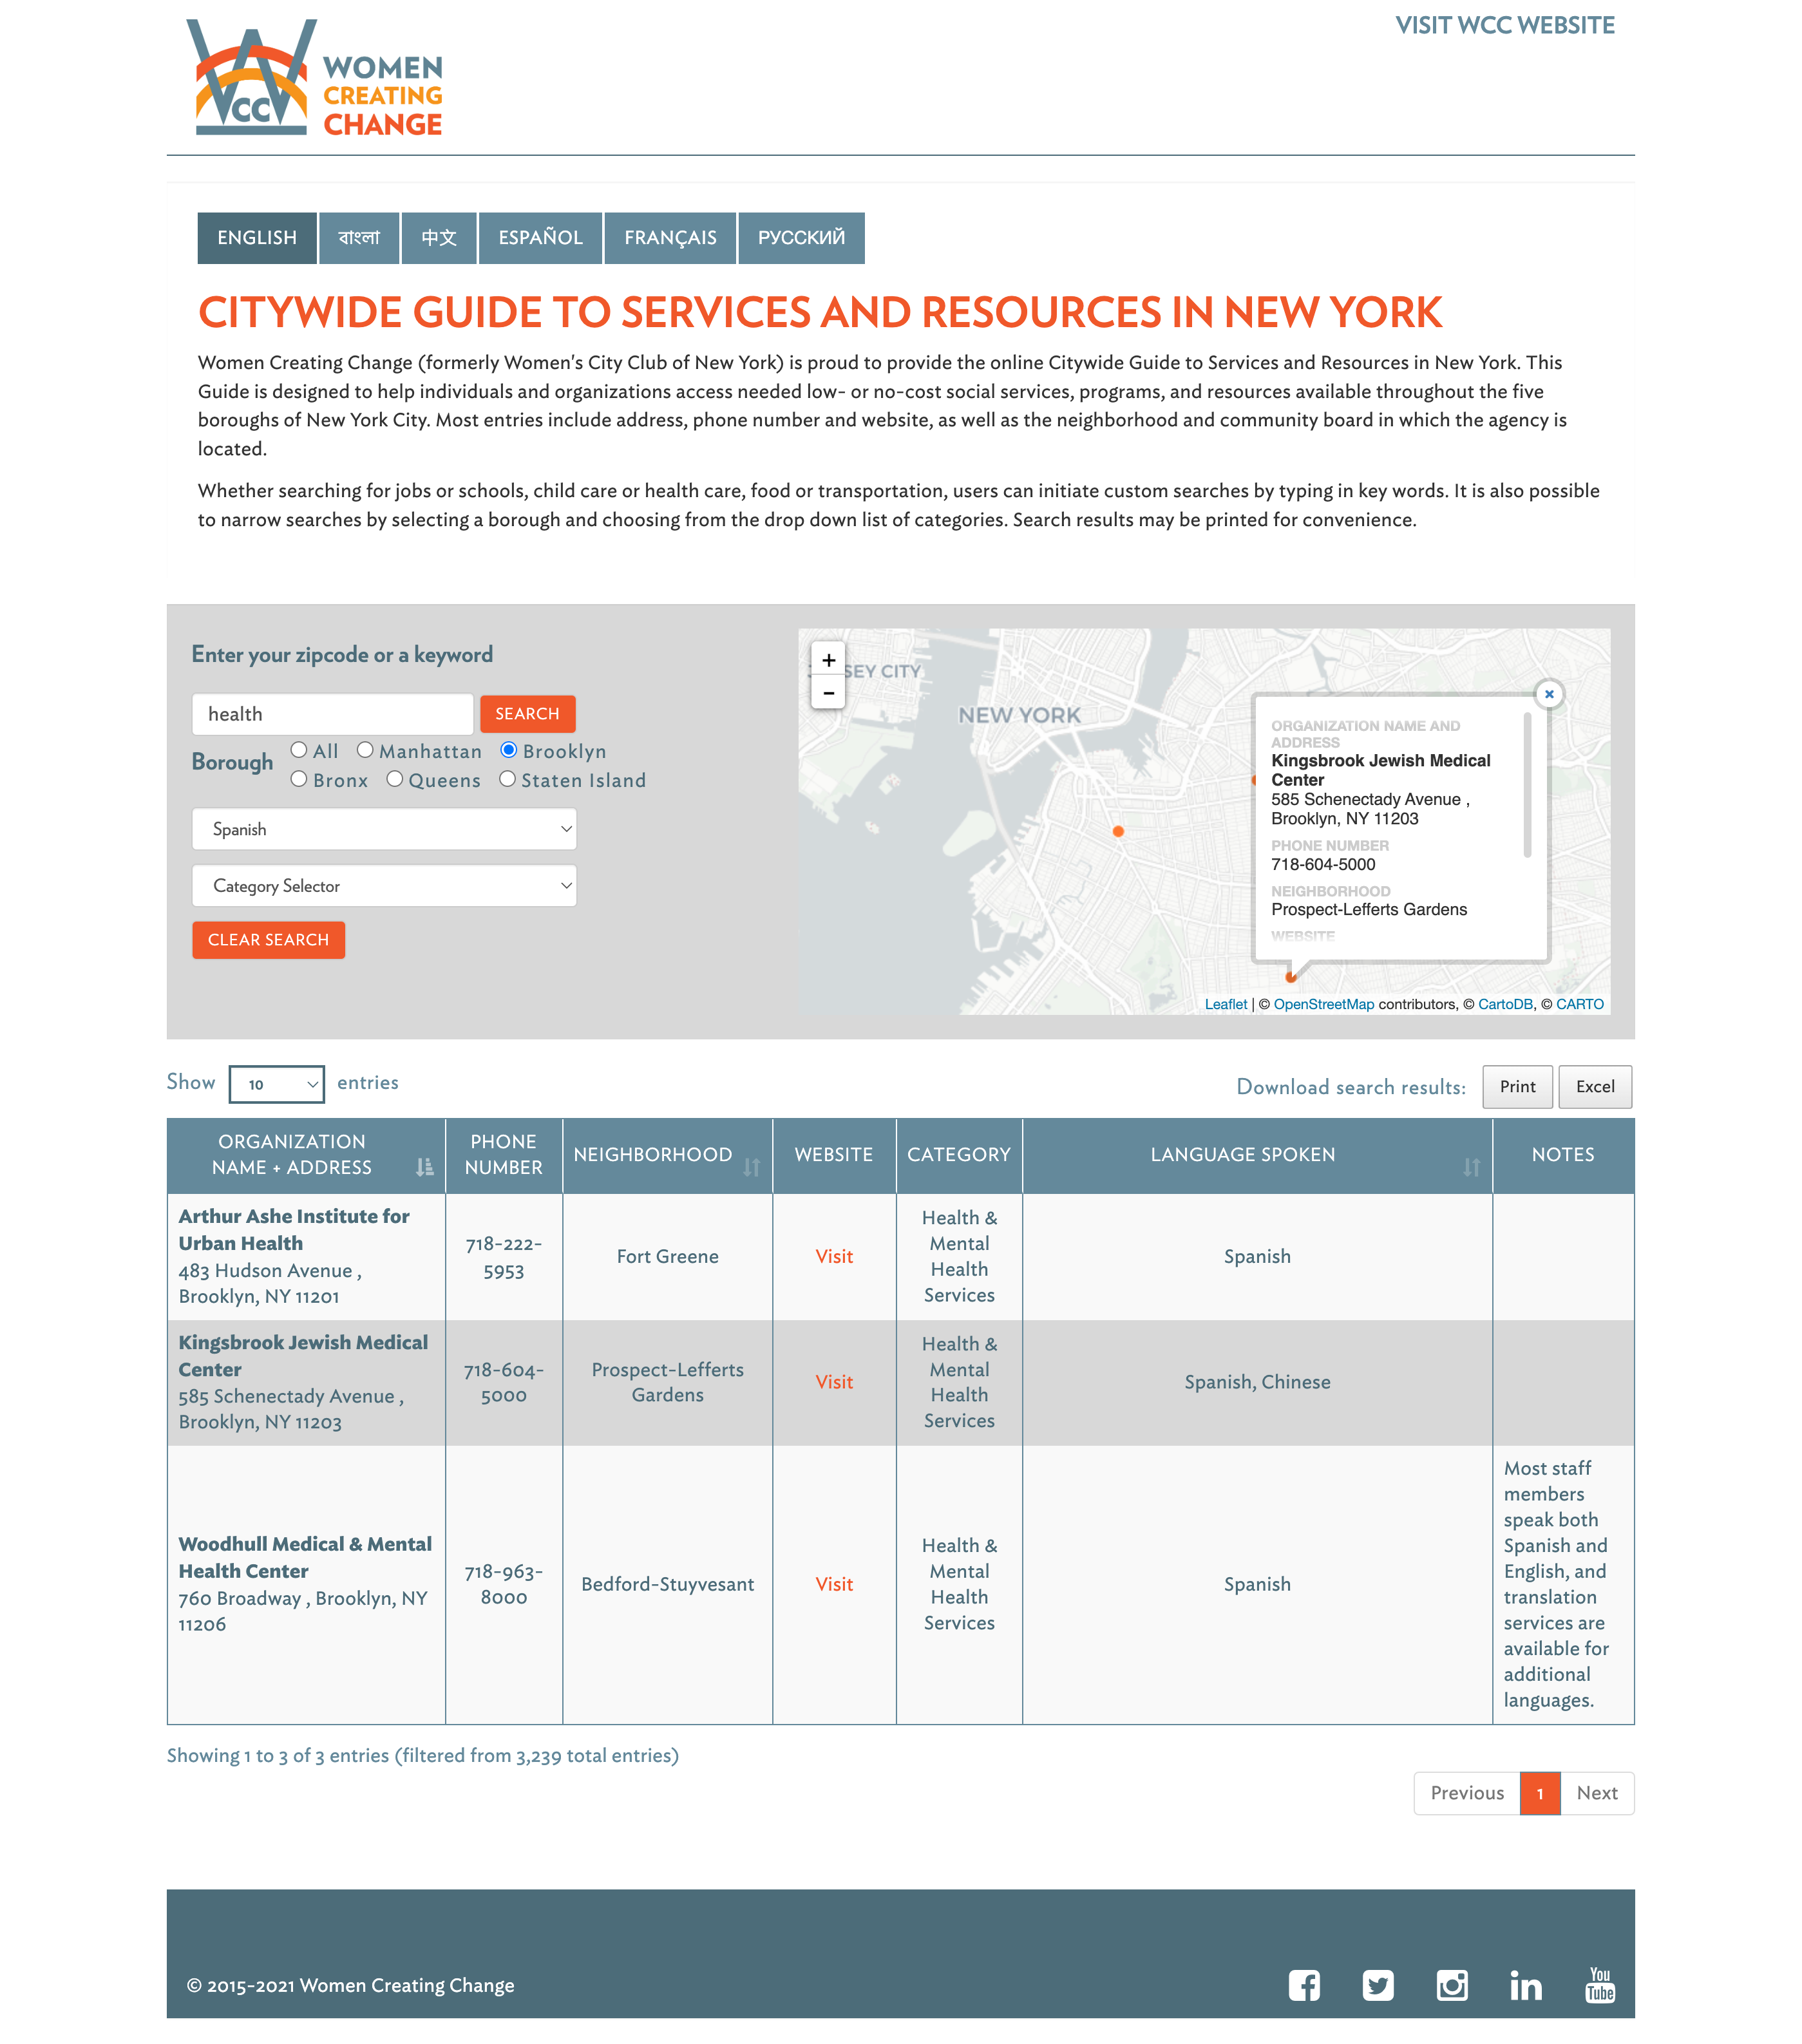 VISIT WCC WEBSITE
WCC
WOMEN
CREATING
CHANGE
ENGLISH
বাংলা
中文
ESPAÑOL
FRANÇAIS
РУССКИЙ
CITYWIDE GUIDE TO SERVICES AND RESOURCES IN NEW YORK
Women Creating Change (formerly Women's City Club of New York) is proud to provide the online Citywide Guide to Services and Resources in New York. This
Guide is designed to help individuals and organizations access needed low- or no-cost social services, programs, and resources available throughout the five
boroughs of New York City. Most entries include address, phone number and website, as well as the neighborhood and community board in which the agency is
located.
Whether searching for jobs or schools, child care or health care, food or transportation, users can initiate custom searches by typing in key words. It is also possible
to narrow searches by selecting a borough and choosing from the drop down list of categories. Search results may be printed for convenience.
Enter your zipcode or a keyword
health
SEARCH
Borough
All
Manhattan
Brooklyn
Bronx
Queens
Staten Island
Spanish
Category Selector
CLEAR SEARCH
+
−
SEY CITY
NEW YORK
×
ORGANIZATION NAME AND
ADDRESS
Kingsbrook Jewish Medical
Center
585 Schenectady Avenue ,
Brooklyn, NY 11203
PHONE NUMBER
718-604-5000
NEIGHBORHOOD
Prospect-Lefferts Gardens
WEBSITE
Leaflet | © OpenStreetMap contributors, © CartoDB, © CARTO
Show 10 entries
Download search results:
Print
Excel
ORGANIZATION
NAME + ADDRESS
PHONE
NUMBER
NEIGHBORHOOD
WEBSITE
CATEGORY
LANGUAGE SPOKEN
NOTES
Arthur Ashe Institute for
Urban Health
483 Hudson Avenue ,
Brooklyn, NY 11201
718-222-
5953
Fort Greene
Visit
Health &
Mental
Health
Services
Spanish
Kingsbrook Jewish Medical
Center
585 Schenectady Avenue ,
Brooklyn, NY 11203
718-604-
5000
Prospect-Lefferts
Gardens
Visit
Health &
Mental
Health
Services
Spanish, Chinese
Woodhull Medical & Mental
Health Center
760 Broadway , Brooklyn, NY
11206
718-963-
8000
Bedford-Stuyvesant
Visit
Health &
Mental
Health
Services
Spanish
Most staff
members
speak both
Spanish and
English, and
translation
services are
available for
additional
languages.
Showing 1 to 3 of 3 entries (filtered from 3,239 total entries)
Previous
1
Next
© 2015-2021 Women Creating Change
You
Tube